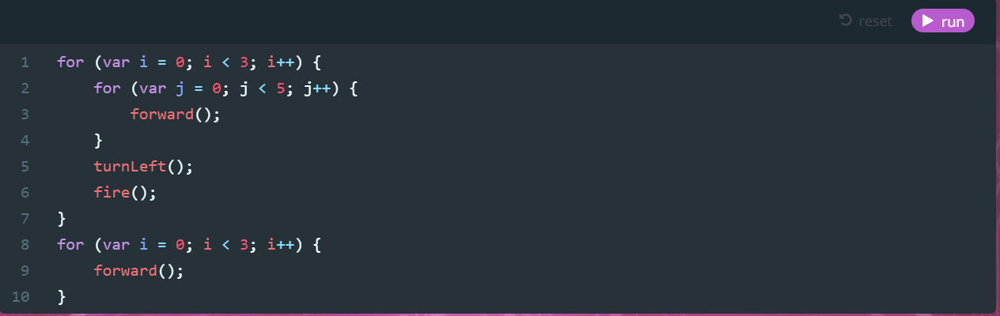 reset run
1 for (var i = 0; i < 3; i++) {
2     for (var j = 0; j < 5; j++) {
3         forward();
4     }
5     turnLeft();
6     fire();
7 }
8 for (var i = 0; i < 3; i++) {
9     forward();
10 }